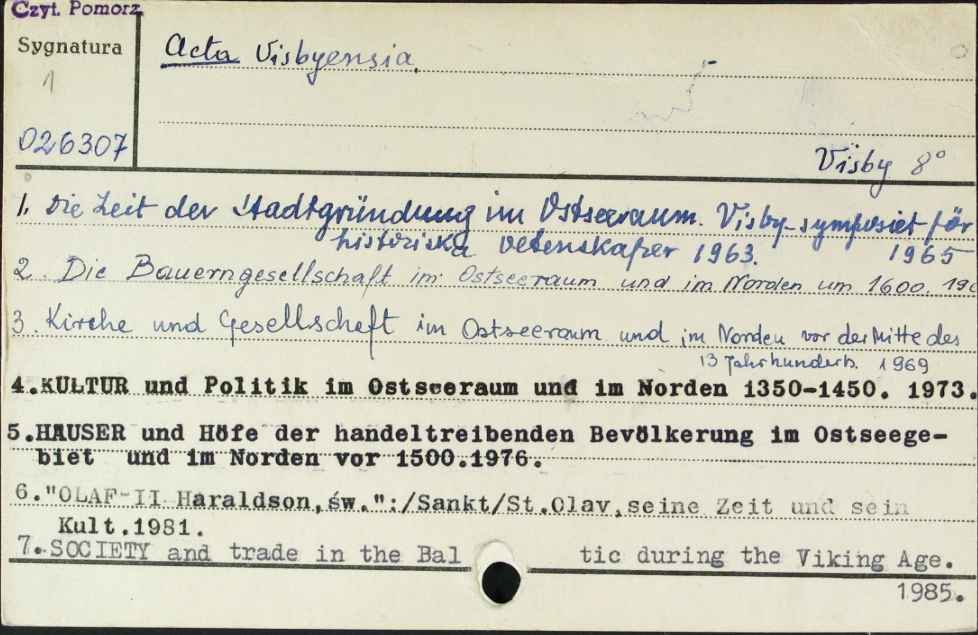 Czyt. Pomorz.
Sygnatura
1
026307
Acta Visbyensia.
Visby 8°
1. Die Zeit der Stadtgründung im Ostseeraum. Visby-symposiet för
historiska vetenskaper 1963. 1965
2. Die Bauerngesellschaft im Ostseeraum und im Norden um 1600. 196
3. Kirche und Gesellschaft im Ostseeraum und im Norden vor der Mitte des
13 Jahrhunderts. 1969
4.KULTUR und Politik im Ostseeraum und im Norden 1350-1450. 1973.
5.HAUSER und Höfe der handeltreibenden Bevölkerung im Ostseege-
biet und im Norden vor 1500.1976.
6."OLAF-II Haraldson,św.":/Sankt/St.Olav,seine Zeit und sein
Kult.1981.
7.SOCIETY and trade in the Bal tic during the Viking Age.
1985.